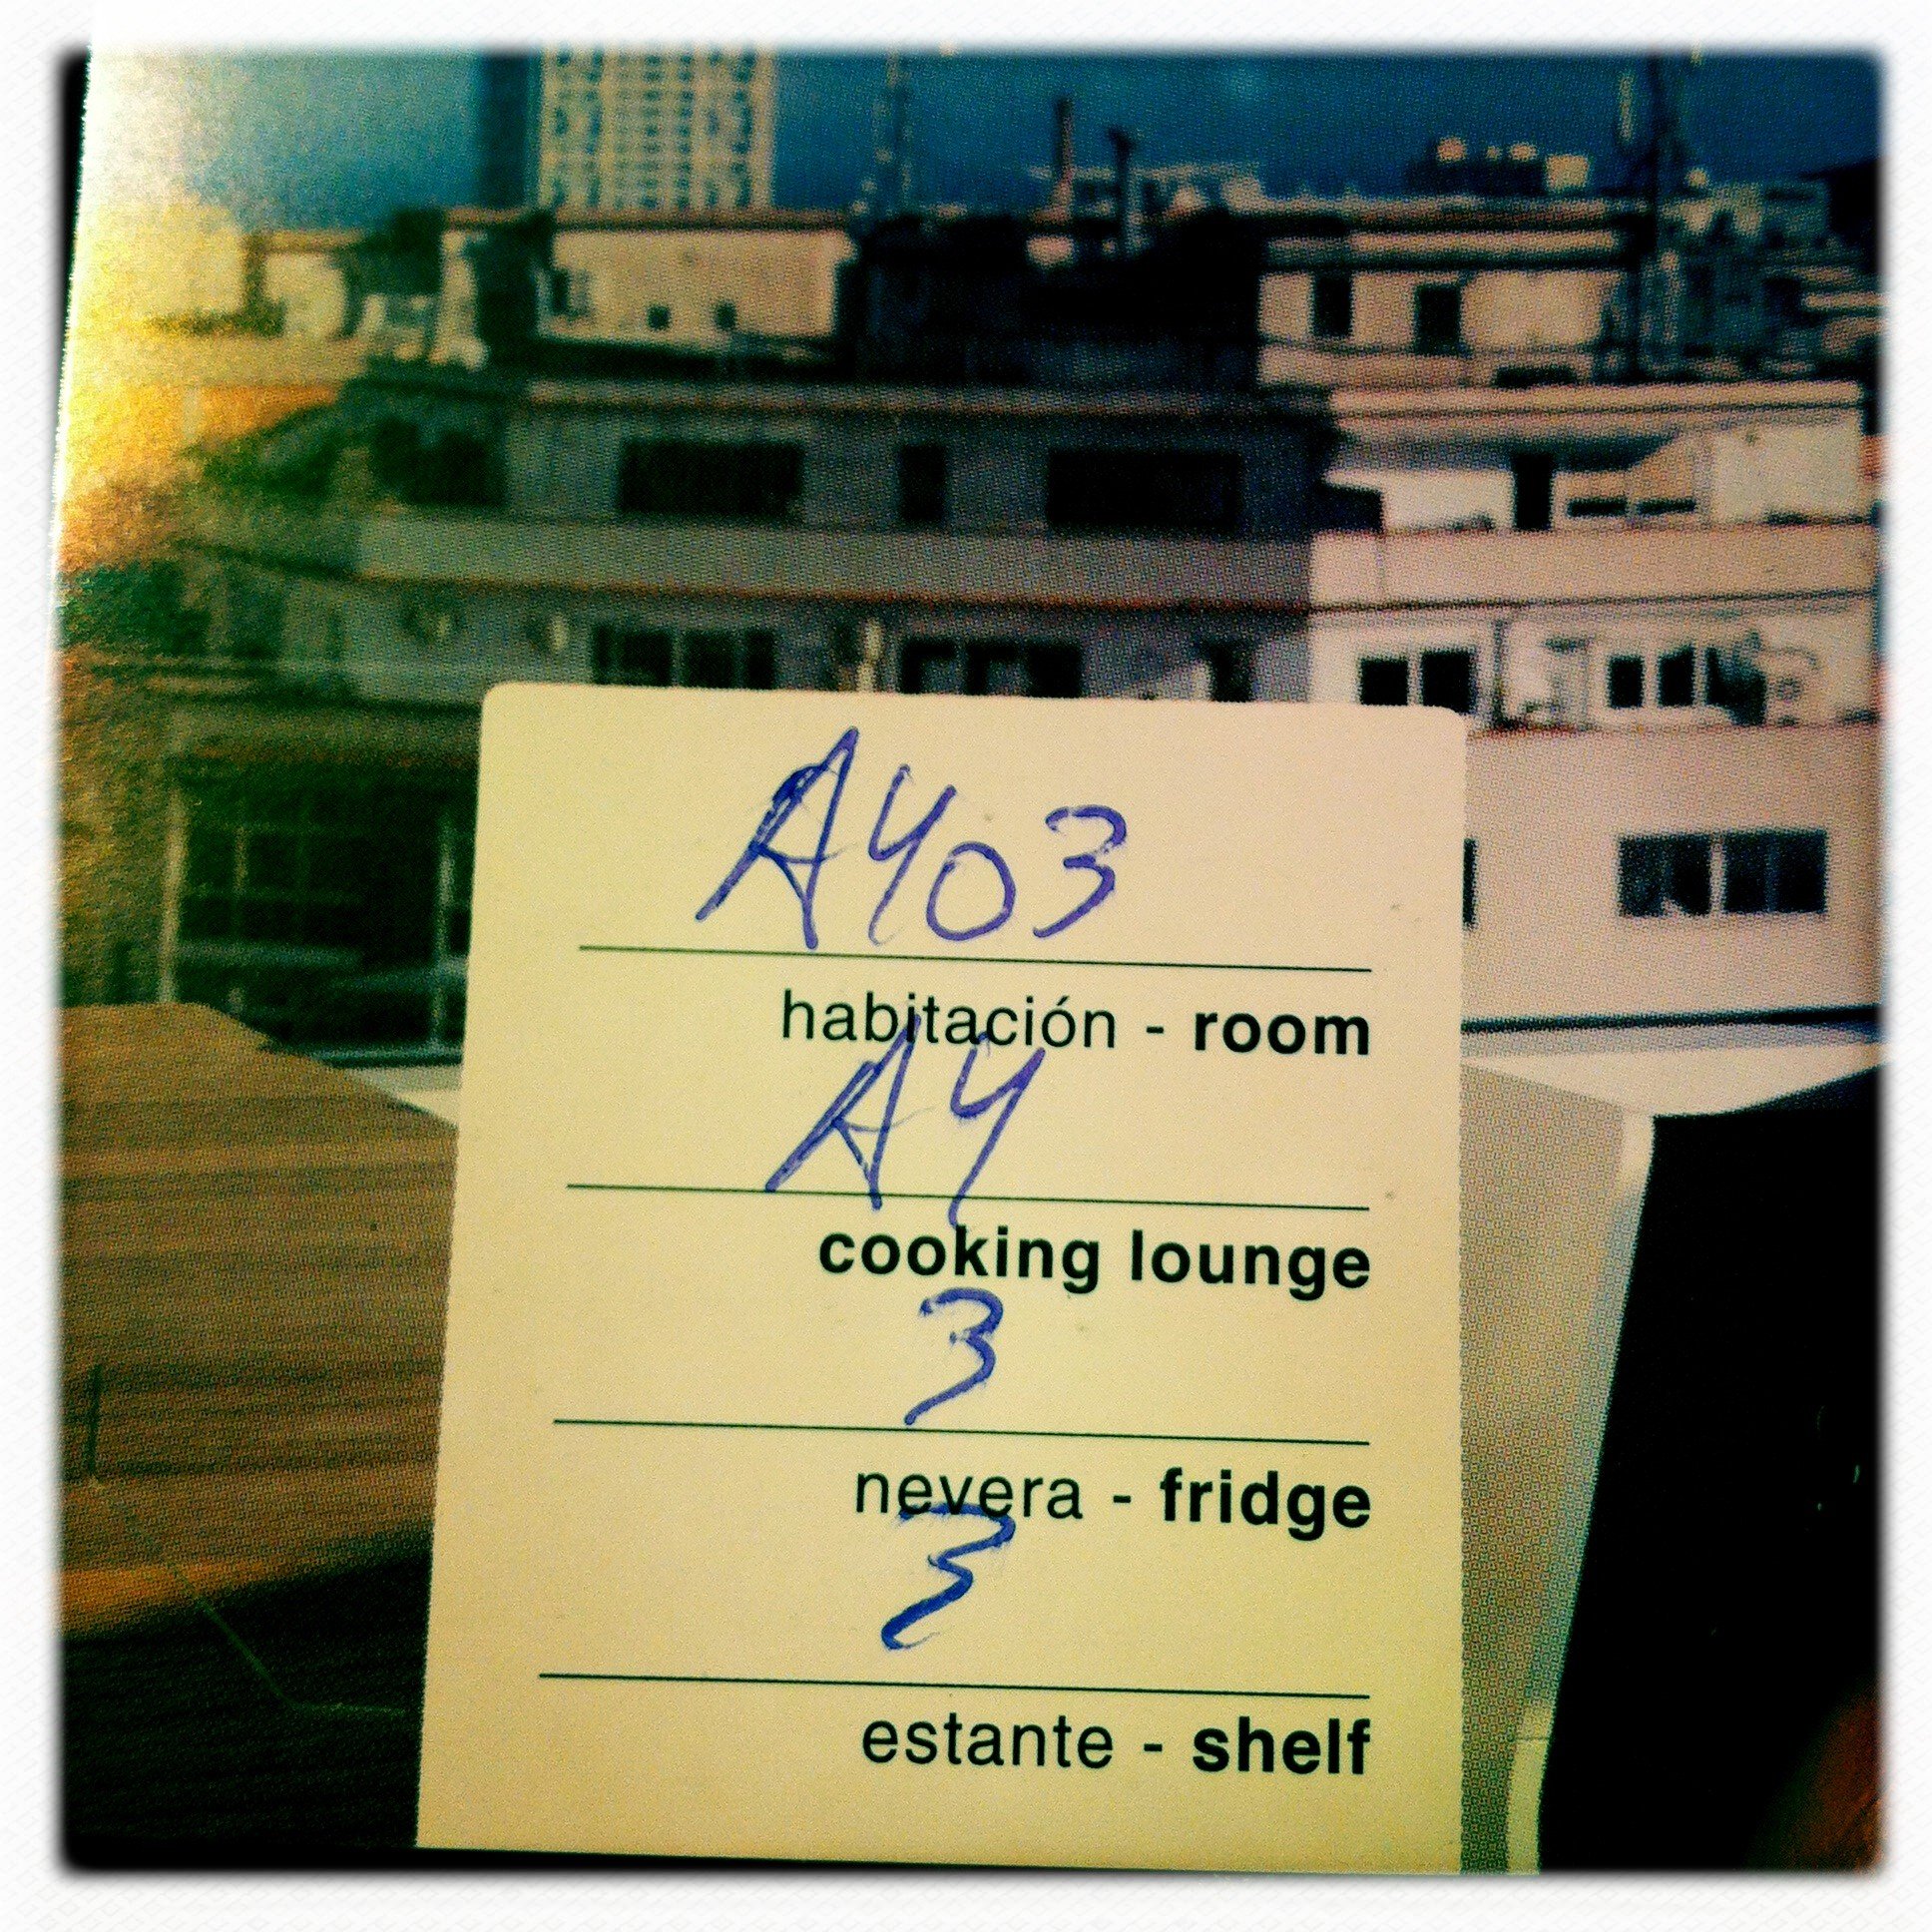 A403
habitación - room
A4
cooking lounge
3
nevera - fridge
3
estante - shelf